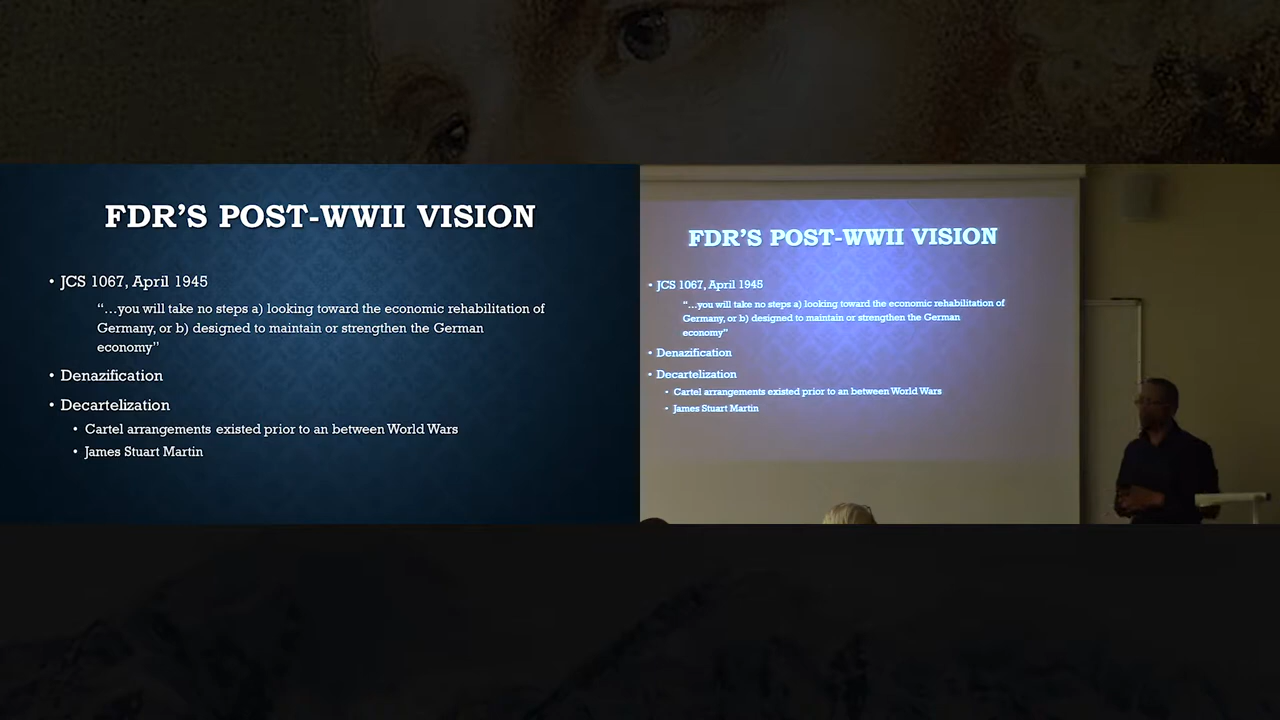 FDR'S POST-WWII VISION
• JCS 1067, April 1945
"...you will take no steps a) looking toward the economic rehabilitation of
Germany, or b) designed to maintain or strengthen the German
economy"
• Denazification
• Decartelization
• Cartel arrangements existed prior to an between World Wars
• James Stuart Martin
FDR'S POST-WWII VISION
• JCS 1067, April 1945
"...you will take no steps a) looking toward the economic rehabilitation of
Germany, or b) designed to maintain or strengthen the German
economy"
• Denazification
• Decartelization
• Cartel arrangements existed prior to an between World Wars
• James Stuart Martin